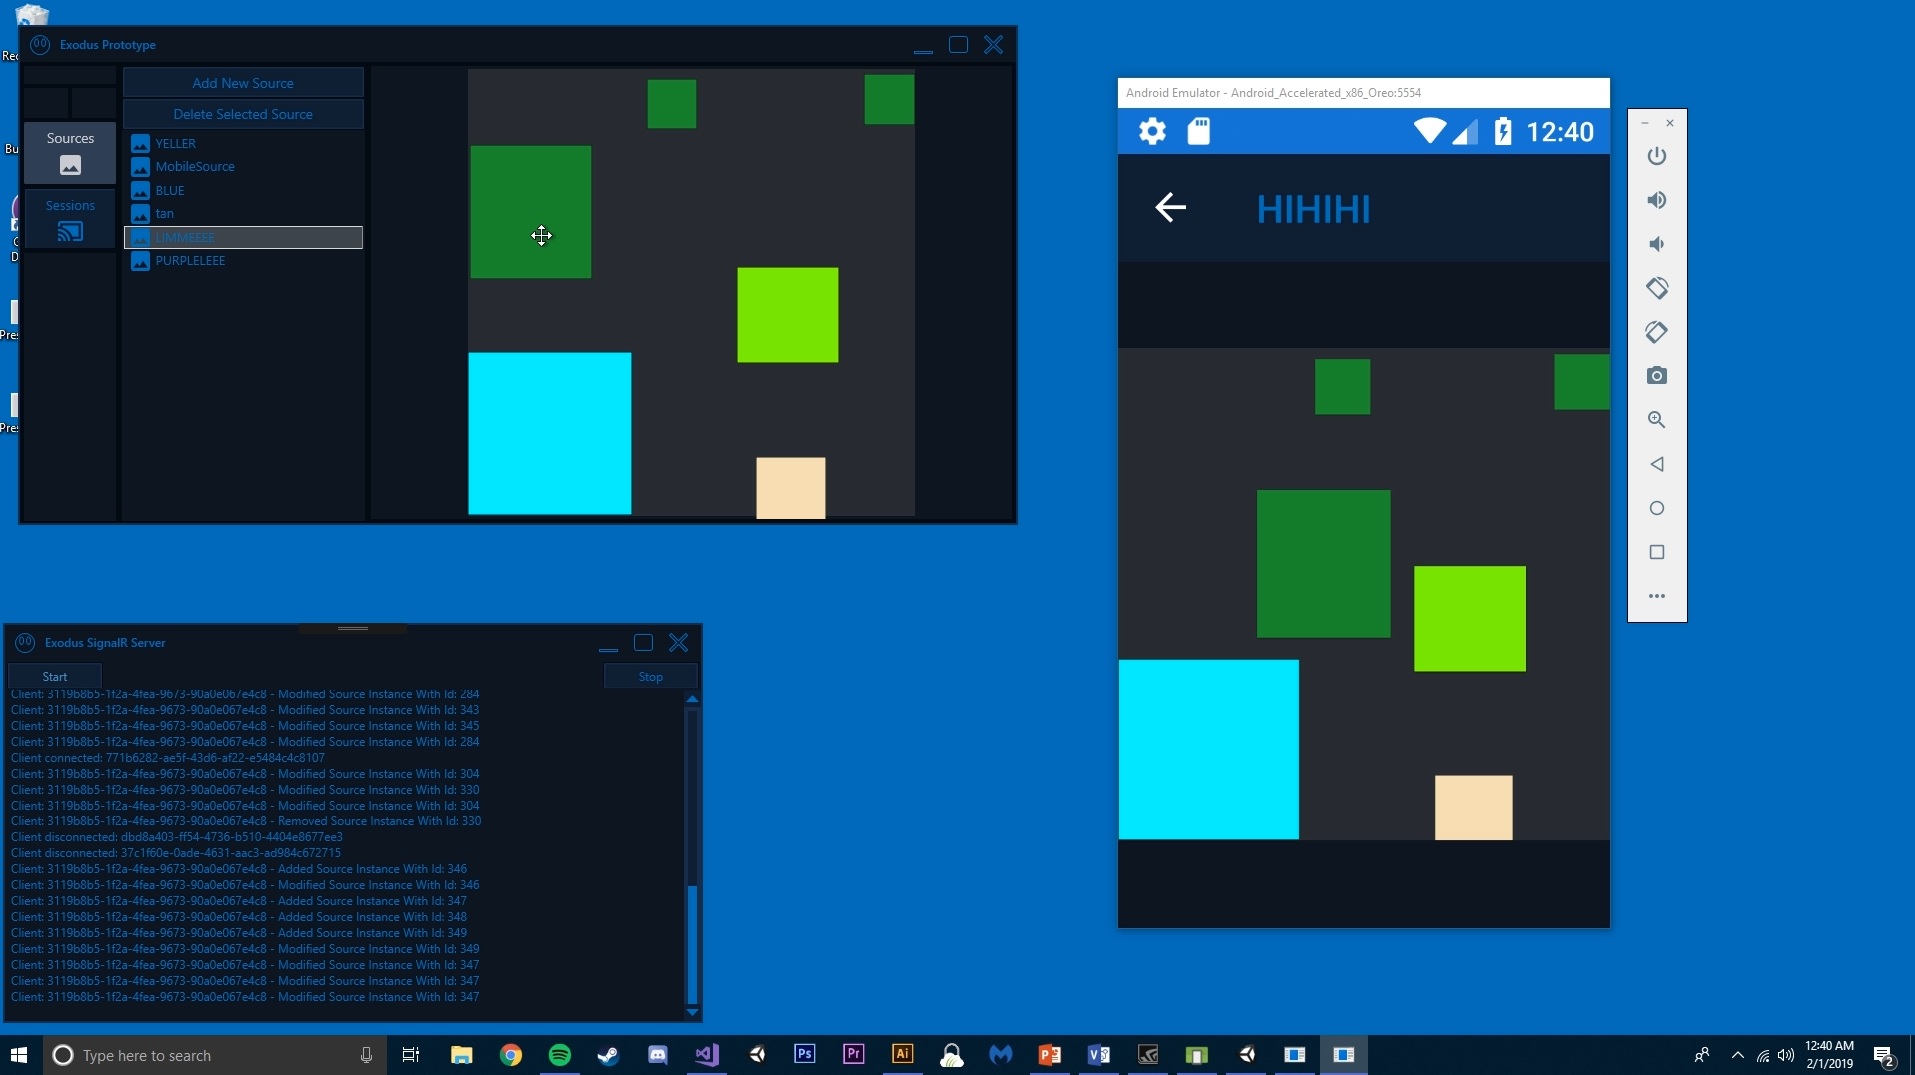 Rec
Exodus Prototype
Add New Source
Delete Selected Source
Sources
Sessions
YELLER
MobileSource
BLUE
tan
LIMMEEEE
PURPLELEEE
Bu
C
D
Pres
Pres
Android Emulator - Android_Accelerated_x86_Oreo:5554
12:40
HIHIHI
Exodus SignalR Server
Start
Stop
Client: 3119b8b5-1f2a-4fea-9673-90a0e067e4c8 - Modified Source Instance With Id: 284
Client: 3119b8b5-1f2a-4fea-9673-90a0e067e4c8 - Modified Source Instance With Id: 343
Client: 3119b8b5-1f2a-4fea-9673-90a0e067e4c8 - Modified Source Instance With Id: 345
Client: 3119b8b5-1f2a-4fea-9673-90a0e067e4c8 - Modified Source Instance With Id: 284
Client connected: 771b6282-ae5f-43d6-af22-e5484c4c8107
Client: 3119b8b5-1f2a-4fea-9673-90a0e067e4c8 - Modified Source Instance With Id: 304
Client: 3119b8b5-1f2a-4fea-9673-90a0e067e4c8 - Modified Source Instance With Id: 330
Client: 3119b8b5-1f2a-4fea-9673-90a0e067e4c8 - Modified Source Instance With Id: 304
Client: 3119b8b5-1f2a-4fea-9673-90a0e067e4c8 - Removed Source Instance With Id: 330
Client disconnected: dbd8a403-ff54-4736-b510-4404e8677ee3
Client disconnected: 37c1f60e-0ade-4631-aac3-ad984c672715
Client: 3119b8b5-1f2a-4fea-9673-90a0e067e4c8 - Added Source Instance With Id: 346
Client: 3119b8b5-1f2a-4fea-9673-90a0e067e4c8 - Modified Source Instance With Id: 346
Client: 3119b8b5-1f2a-4fea-9673-90a0e067e4c8 - Added Source Instance With Id: 347
Client: 3119b8b5-1f2a-4fea-9673-90a0e067e4c8 - Added Source Instance With Id: 348
Client: 3119b8b5-1f2a-4fea-9673-90a0e067e4c8 - Added Source Instance With Id: 349
Client: 3119b8b5-1f2a-4fea-9673-90a0e067e4c8 - Modified Source Instance With Id: 349
Client: 3119b8b5-1f2a-4fea-9673-90a0e067e4c8 - Modified Source Instance With Id: 347
Client: 3119b8b5-1f2a-4fea-9673-90a0e067e4c8 - Modified Source Instance With Id: 347
Client: 3119b8b5-1f2a-4fea-9673-90a0e067e4c8 - Modified Source Instance With Id: 347
Type here to search
Ps
Pr
Ai
12:40 AM
2/1/2019
2